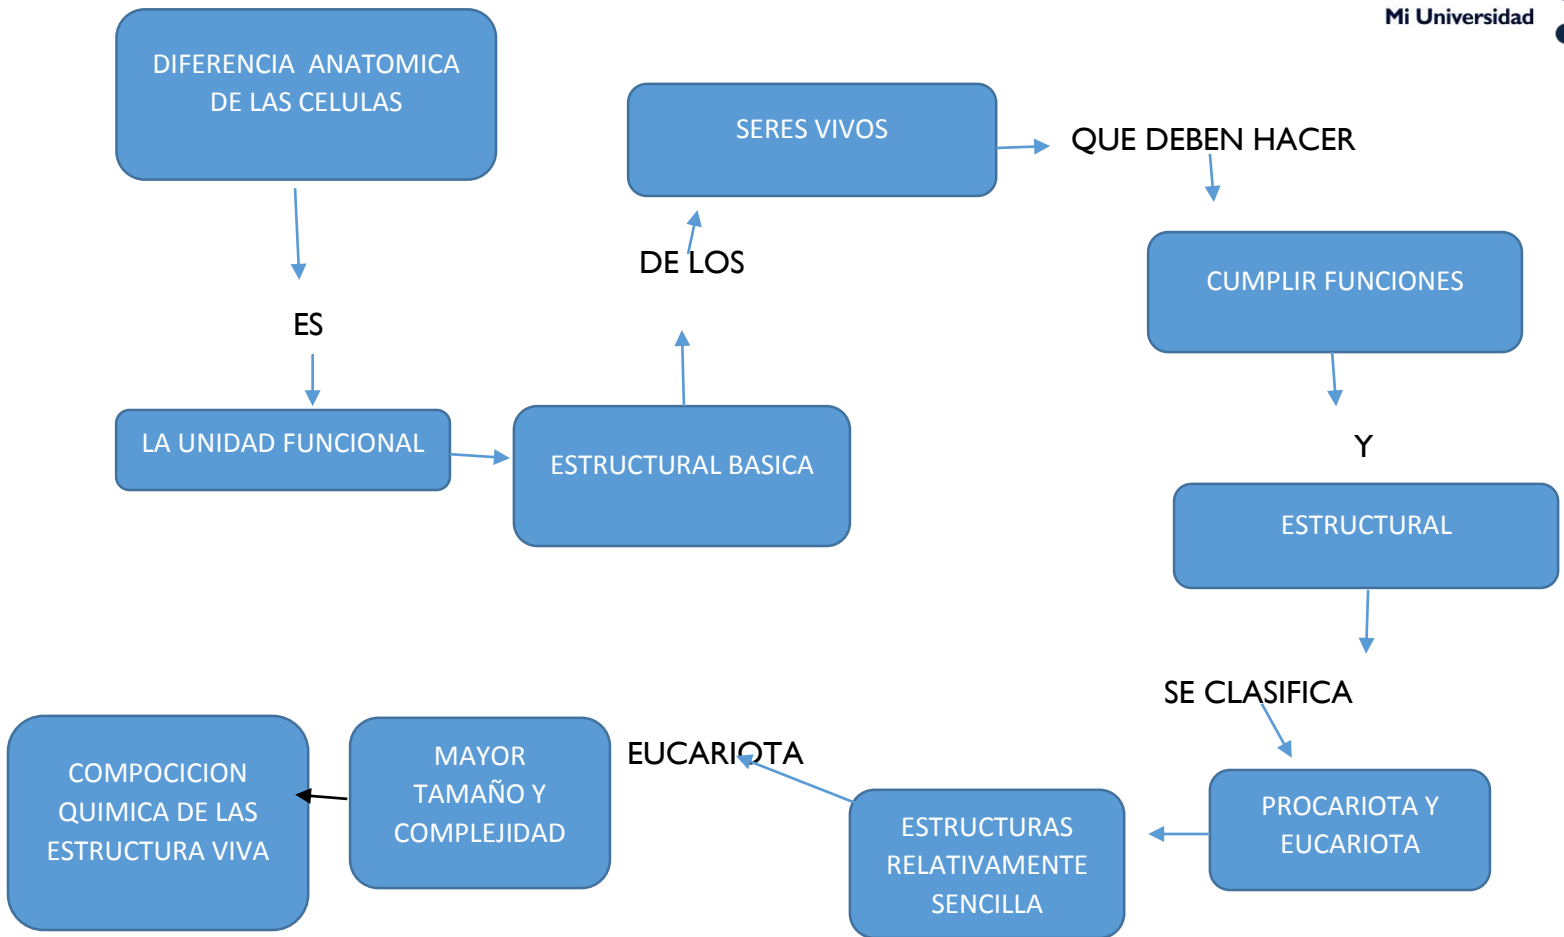 Mi Universidad
DIFERENCIA ANATOMICA
DE LAS CELULAS
ES
LA UNIDAD FUNCIONAL
ESTRUCTURAL BASICA
DE LOS
SERES VIVOS
QUE DEBEN HACER
CUMPLIR FUNCIONES
Y
ESTRUCTURAL
SE CLASIFICA
PROCARIOTA Y
EUCARIOTA
ESTRUCTURAS
RELATIVAMENTE
SENCILLA
EUCARIOTA
MAYOR
TAMAÑO Y
COMPLEJIDAD
COMPOCICION
QUIMICA DE LAS
ESTRUCTURA VIVA